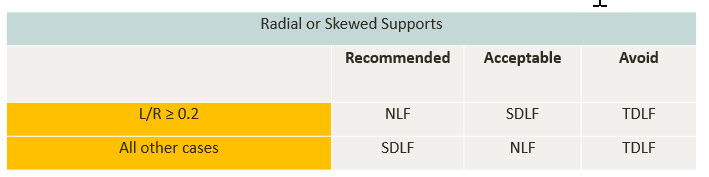 Radial or Skewed Supports
Recommended Acceptable Avoid
L/R ≥ 0.2 NLF SDLF TDLF
All other cases SDLF NLF TDLF